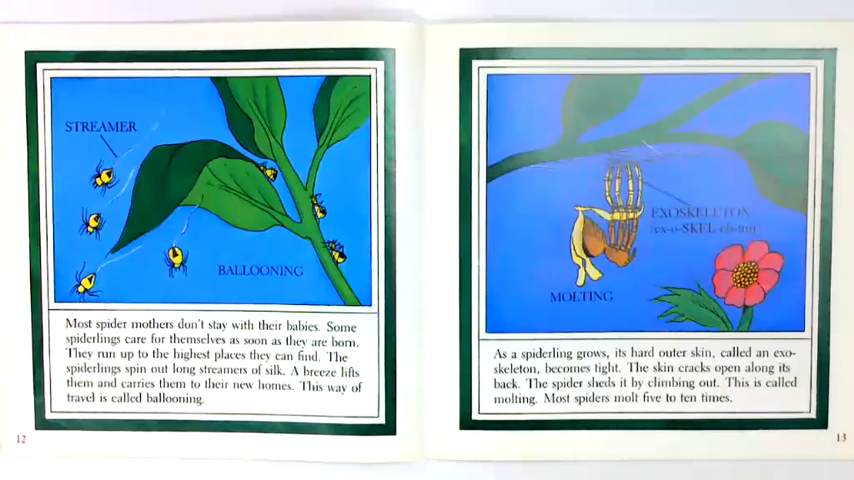 STREAMER
BALLOONING
Most spider mothers don't stay with their babies. Some
spiderlings care for themselves as soon as they are born.
They run up to the highest places they can find. The
spiderlings spin out long streamers of silk. A breeze lifts
them and carries them to their new homes. This way of
travel is called ballooning.
12
EXOSKELETON
(ex-o-SKEL-eh-ton)
MOLTING
As a spiderling grows, its hard outer skin, called an exo-
skeleton, becomes tight. The skin cracks open along its
back. The spider sheds it by climbing out. This is called
molting. Most spiders molt five to ten times.
13